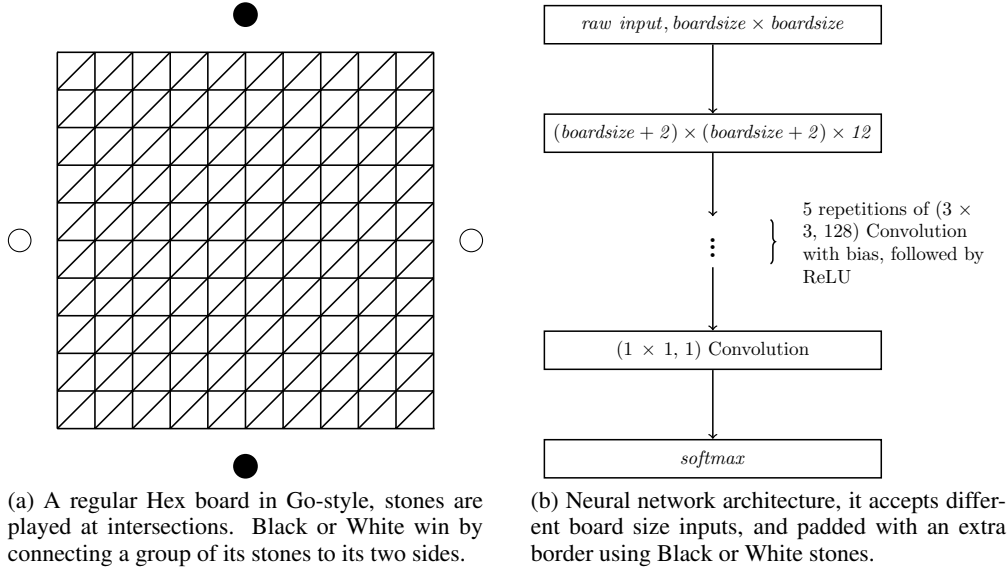 raw input, boardsize × boardsize
(boardsize + 2) × (boardsize + 2) × 12
5 repetitions of (3 ×
3, 128) Convolution
with bias, followed by
ReLU
(1 × 1, 1) Convolution
softmax
(a) A regular Hex board in Go-style, stones are
played at intersections. Black or White win by
connecting a group of its stones to its two sides.
(b) Neural network architecture, it accepts differ-
ent board size inputs, and padded with an extra
border using Black or White stones.